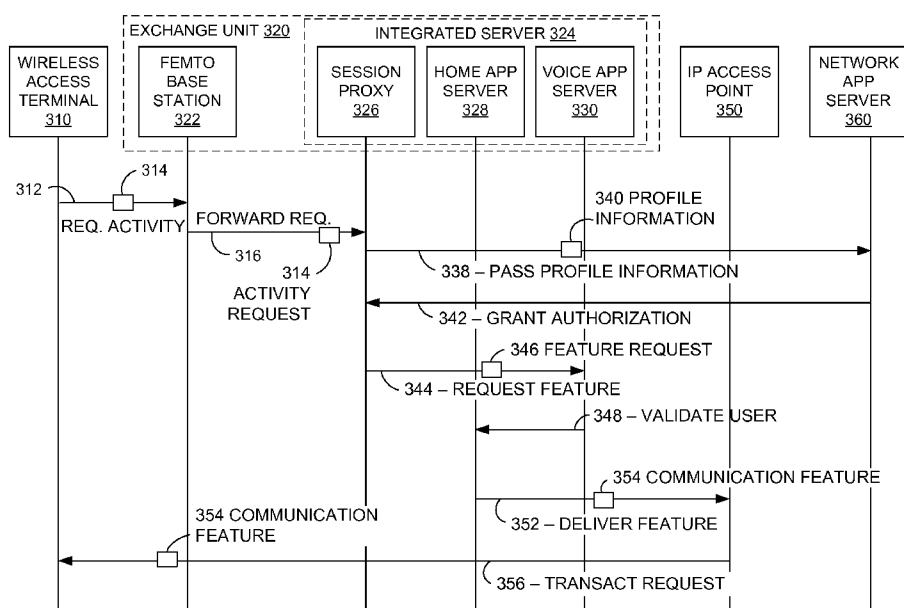 EXCHANGE UNIT 320
INTEGRATED SERVER 324
WIRELESS
ACCESS
TERMINAL
310
FEMTO
BASE
STATION
322
SESSION
PROXY
326
HOME APP
SERVER
328
VOICE APP
SERVER
330
IP ACCESS
POINT
350
NETWORK
APP
SERVER
360
312
314
REQ. ACTIVITY
FORWARD REQ.
316
314
ACTIVITY
REQUEST
340 PROFILE
INFORMATION
338 – PASS PROFILE INFORMATION
342 – GRANT AUTHORIZATION
346 FEATURE REQUEST
344 – REQUEST FEATURE
348 – VALIDATE USER
354 COMMUNICATION FEATURE
352 – DELIVER FEATURE
354 COMMUNICATION
FEATURE
356 – TRANSACT REQUEST